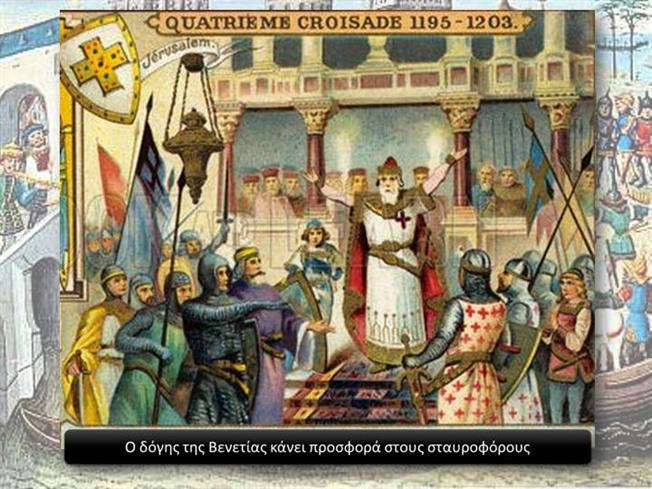 QUATRIEME CROISADE 1195-1203.
Jérusalem.
Ο δόγης της Βενετίας κάνει προσφορά στους σταυροφόρους